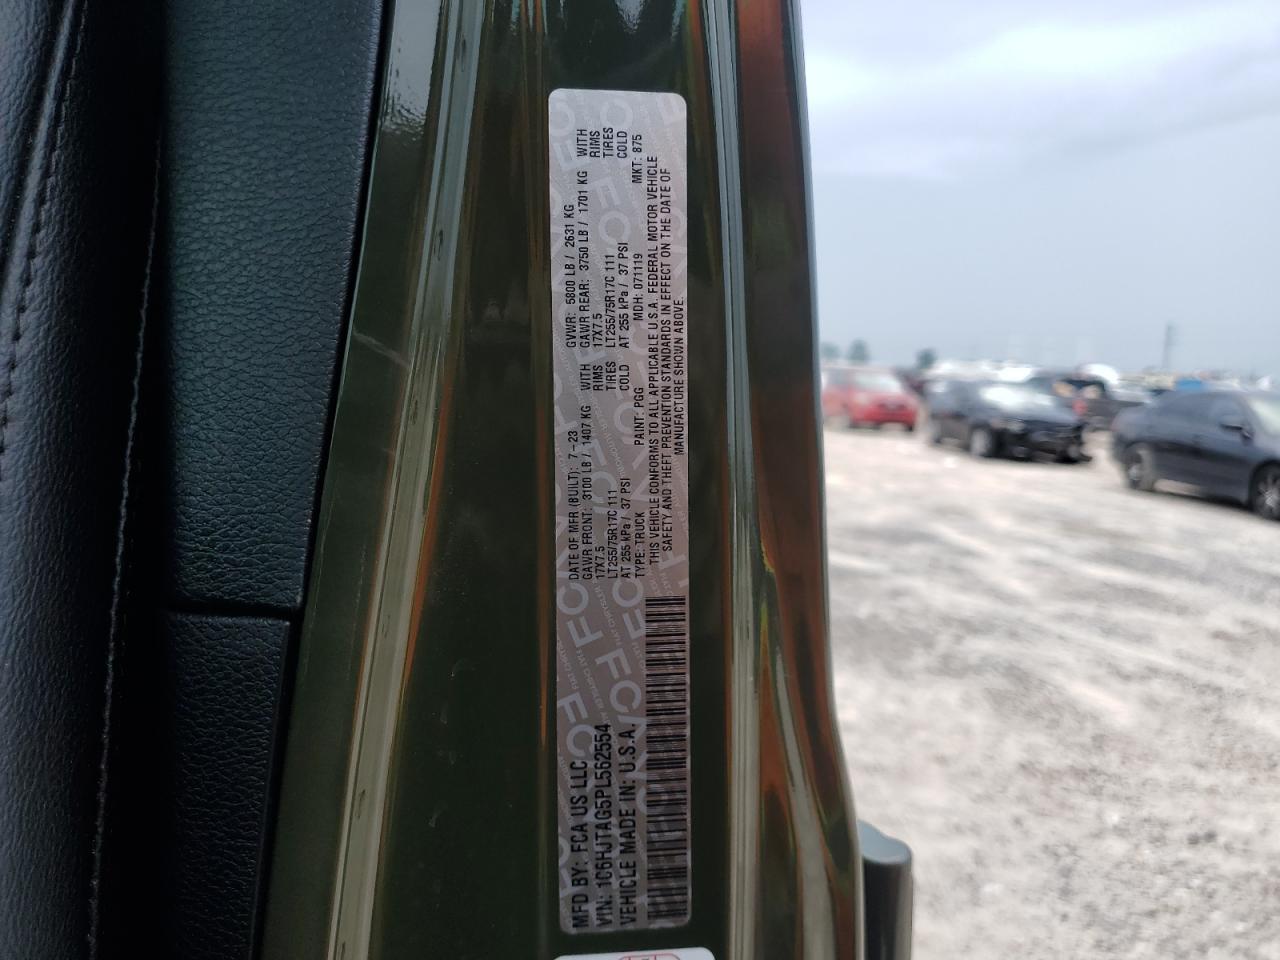 MFD BY: FCA US LLC
DATE OF MFR (BUILT): 7-23
GVWR: 5800 LB / 2631 KG
VIN: 1C6HJTAG5PL562554
GAWR FRONT: 3100 LB / 1407 KG WITH
17X7.5 RIMS
LT255/75R17C 111 TIRES
AT 255 kPa / 37 PSI COLD
GAWR REAR: 3750 LB / 1701 KG WITH
17X7.5 RIMS
LT255/75R17C 111 TIRES
AT 255 kPa / 37 PSI COLD
VEHICLE MADE IN: U.S.A.
TYPE: TRUCK PAINT: PGG MDH: 071119 MKT: 875
THIS VEHICLE CONFORMS TO ALL APPLICABLE U.S.A. FEDERAL MOTOR VEHICLE
SAFETY AND THEFT PREVENTION STANDARDS IN EFFECT ON THE DATE OF
MANUFACTURE SHOWN ABOVE.